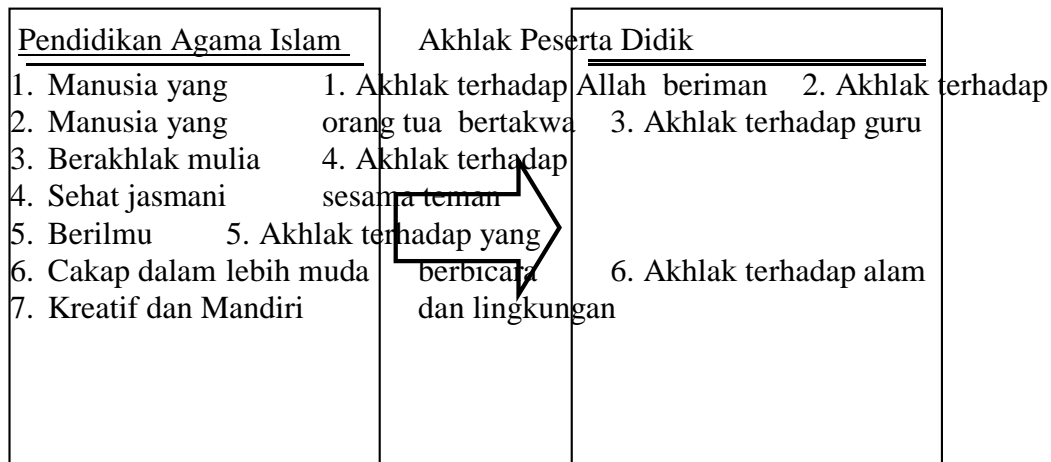 Pendidikan Agama Islam Akhlak Peserta Didik
1. Manusia yang 1. Akhlak terhadap Allah beriman 2. Akhlak terhadap
2. Manusia yang orang tua bertakwa 3. Akhlak terhadap guru
3. Berakhlak mulia 4. Akhlak terhadap
4. Sehat jasmani sesama teman
5. Berilmu 5. Akhlak terhadap yang
6. Cakap dalam lebih muda berbicara 6. Akhlak terhadap alam
7. Kreatif dan Mandiri dan lingkungan